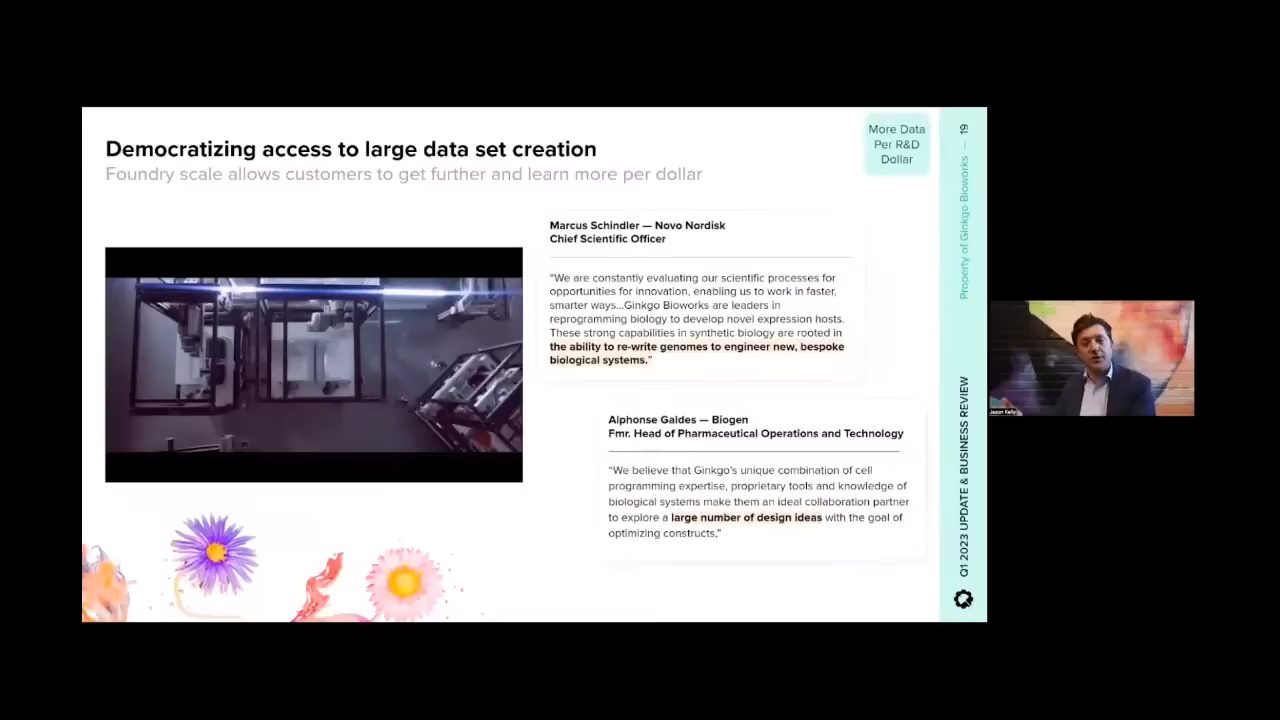 Democratizing access to large data set creation
Foundry scale allows customers to get further and learn more per dollar
More Data
Per R&D
Dollar
Marcus Schindler — Novo Nordisk
Chief Scientific Officer
“We are constantly evaluating our scientific processes for
opportunities for innovation, enabling us to work in faster,
smarter ways...Ginkgo Bioworks are leaders in
reprogramming biology to develop novel expression hosts.
These strong capabilities in synthetic biology are rooted in
the ability to re-write genomes to engineer new, bespoke
biological systems.”
Alphonse Galdes — Biogen
Fmr. Head of Pharmaceutical Operations and Technology
“We believe that Ginkgo’s unique combination of cell
programming expertise, proprietary tools and knowledge of
biological systems make them an ideal collaboration partner
to explore a large number of design ideas with the goal of
optimizing constructs,”
Q1 2023 UPDATE & BUSINESS REVIEW
Property of Ginkgo Bioworks — 19
Jason Kelly